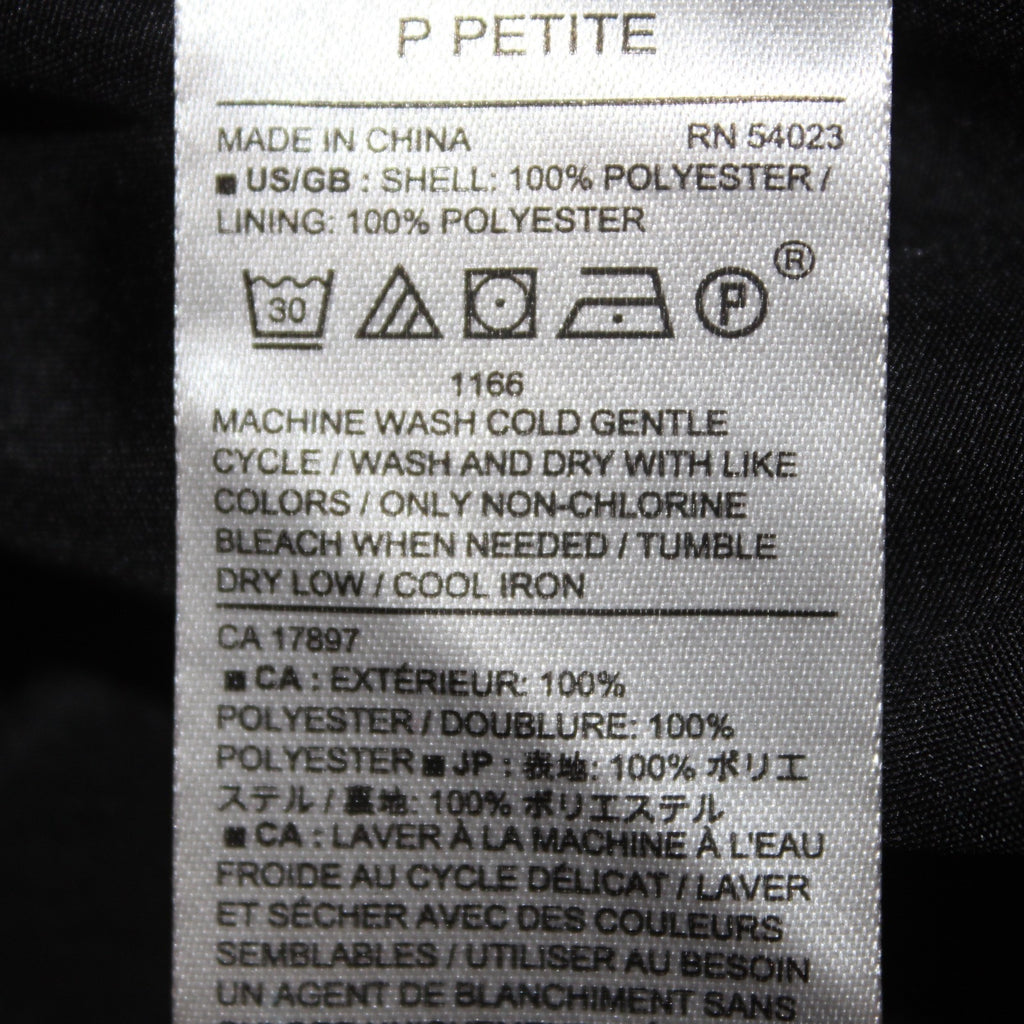 P PETITE
MADE IN CHINA RN 54023
■ US/GB : SHELL: 100% POLYESTER /
LINING: 100% POLYESTER
30 P ®
1166
MACHINE WASH COLD GENTLE
CYCLE / WASH AND DRY WITH LIKE
COLORS / ONLY NON-CHLORINE
BLEACH WHEN NEEDED / TUMBLE
DRY LOW / COOL IRON
CA 17897
■ CA : EXTÉRIEUR: 100%
POLYESTER / DOUBLURE: 100%
POLYESTER ■ JP : 表地: 100% ポリエ
ステル / 裏地: 100% ポリエステル
■ CA : LAVER À LA MACHINE À L'EAU
FROIDE AU CYCLE DÉLICAT / LAVER
ET SÉCHER AVEC DES COULEURS
SEMBLABLES / UTILISER AU BESOIN
UN AGENT DE BLANCHIMENT SANS